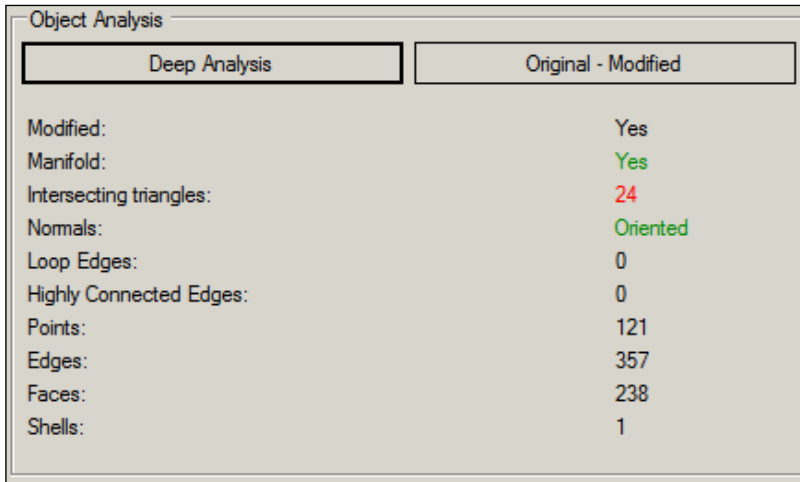 Object Analysis
Deep Analysis Original - Modified
Modified: Yes
Manifold: Yes
Intersecting triangles: 24
Normals: Oriented
Loop Edges: 0
Highly Connected Edges: 0
Points: 121
Edges: 357
Faces: 238
Shells: 1